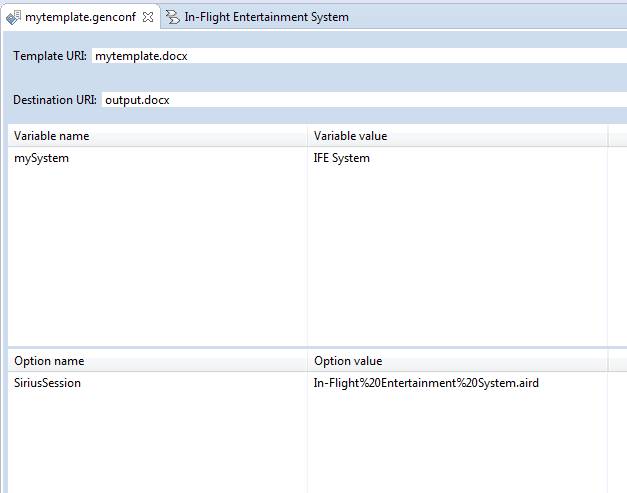 mytemplate.genconf In-Flight Entertainment System
Template URI: mytemplate.docx
Destination URI: output.docx
Variable name Variable value
mySystem IFE System
Option name Option value
SiriusSession In-Flight%20Entertainment%20System.aird